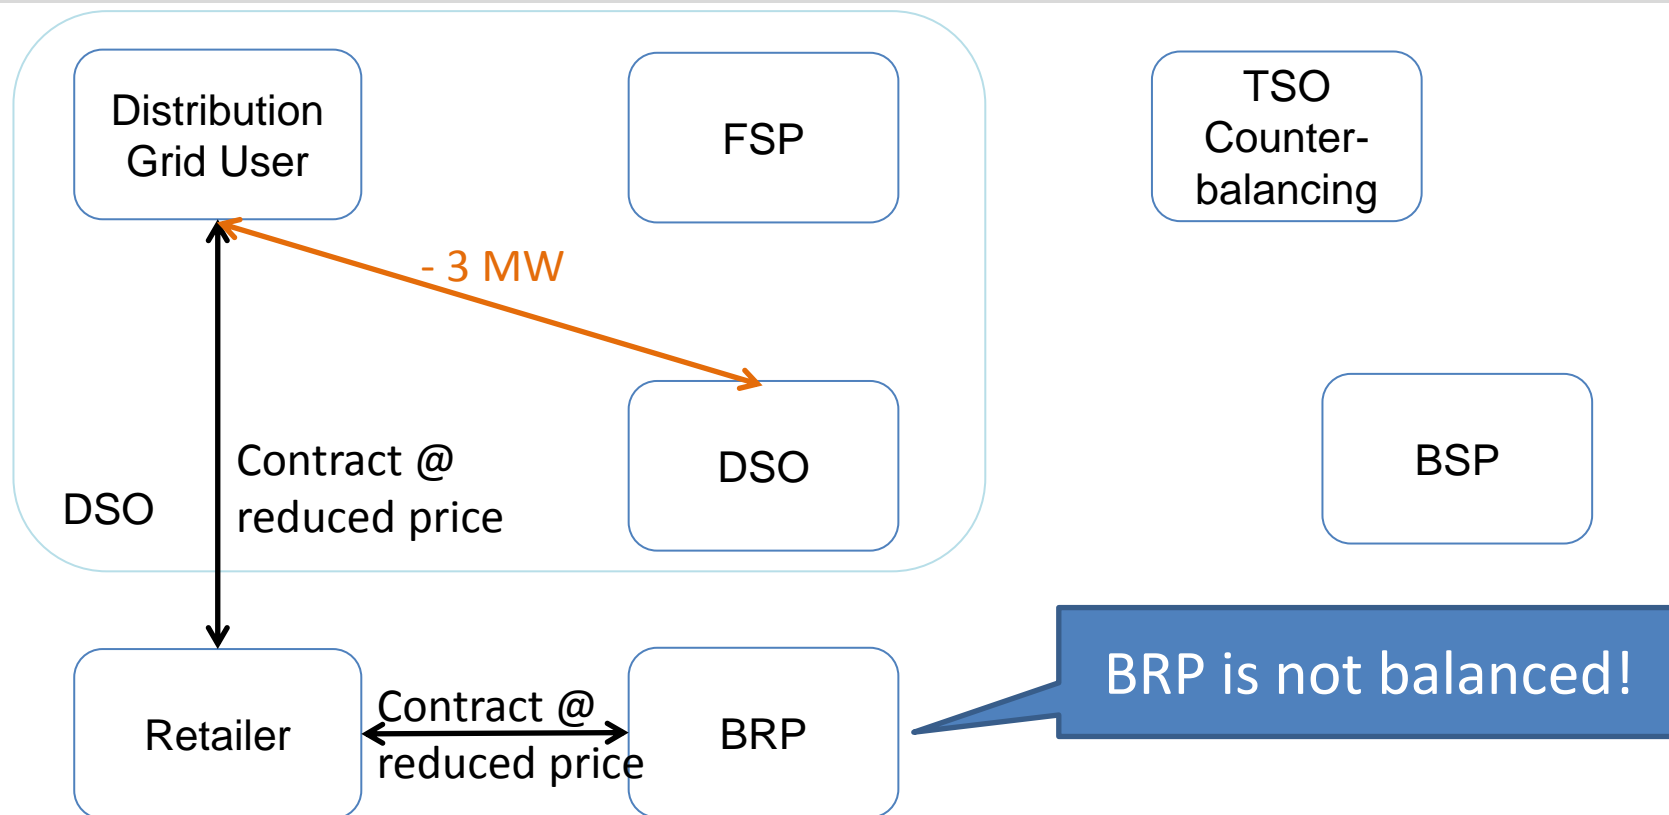 Distribution
Grid User
FSP
TSO
Counter-
balancing
- 3 MW
Contract @
reduced price
DSO
DSO
BSP
Retailer
Contract @
reduced price
BRP
BRP is not balanced!